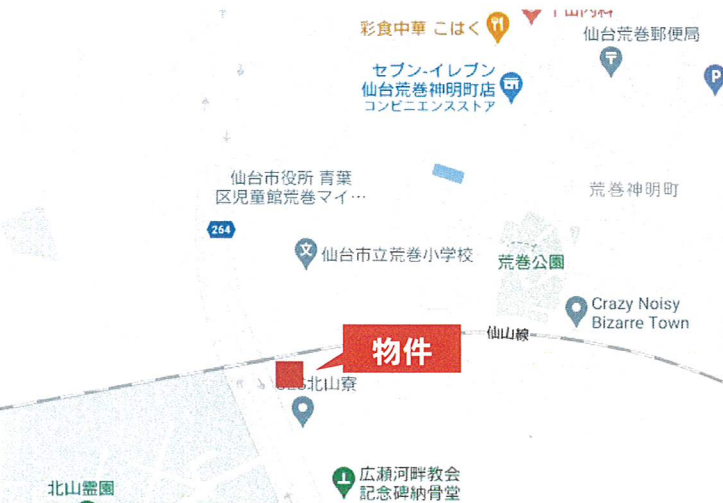 彩食中華 こはく
仙台荒巻郵便局
セブン-イレブン
仙台荒巻神明町店
コンビニエンスストア
P
仙台市役所 青葉
区児童館荒巻マイ…
荒巻神明町
264
文
仙台市立荒巻小学校
荒巻公園
Crazy Noisy
Bizarre Town
仙山線
物件
北山寮
広瀬河畔教会
記念碑納骨堂
北山霊園